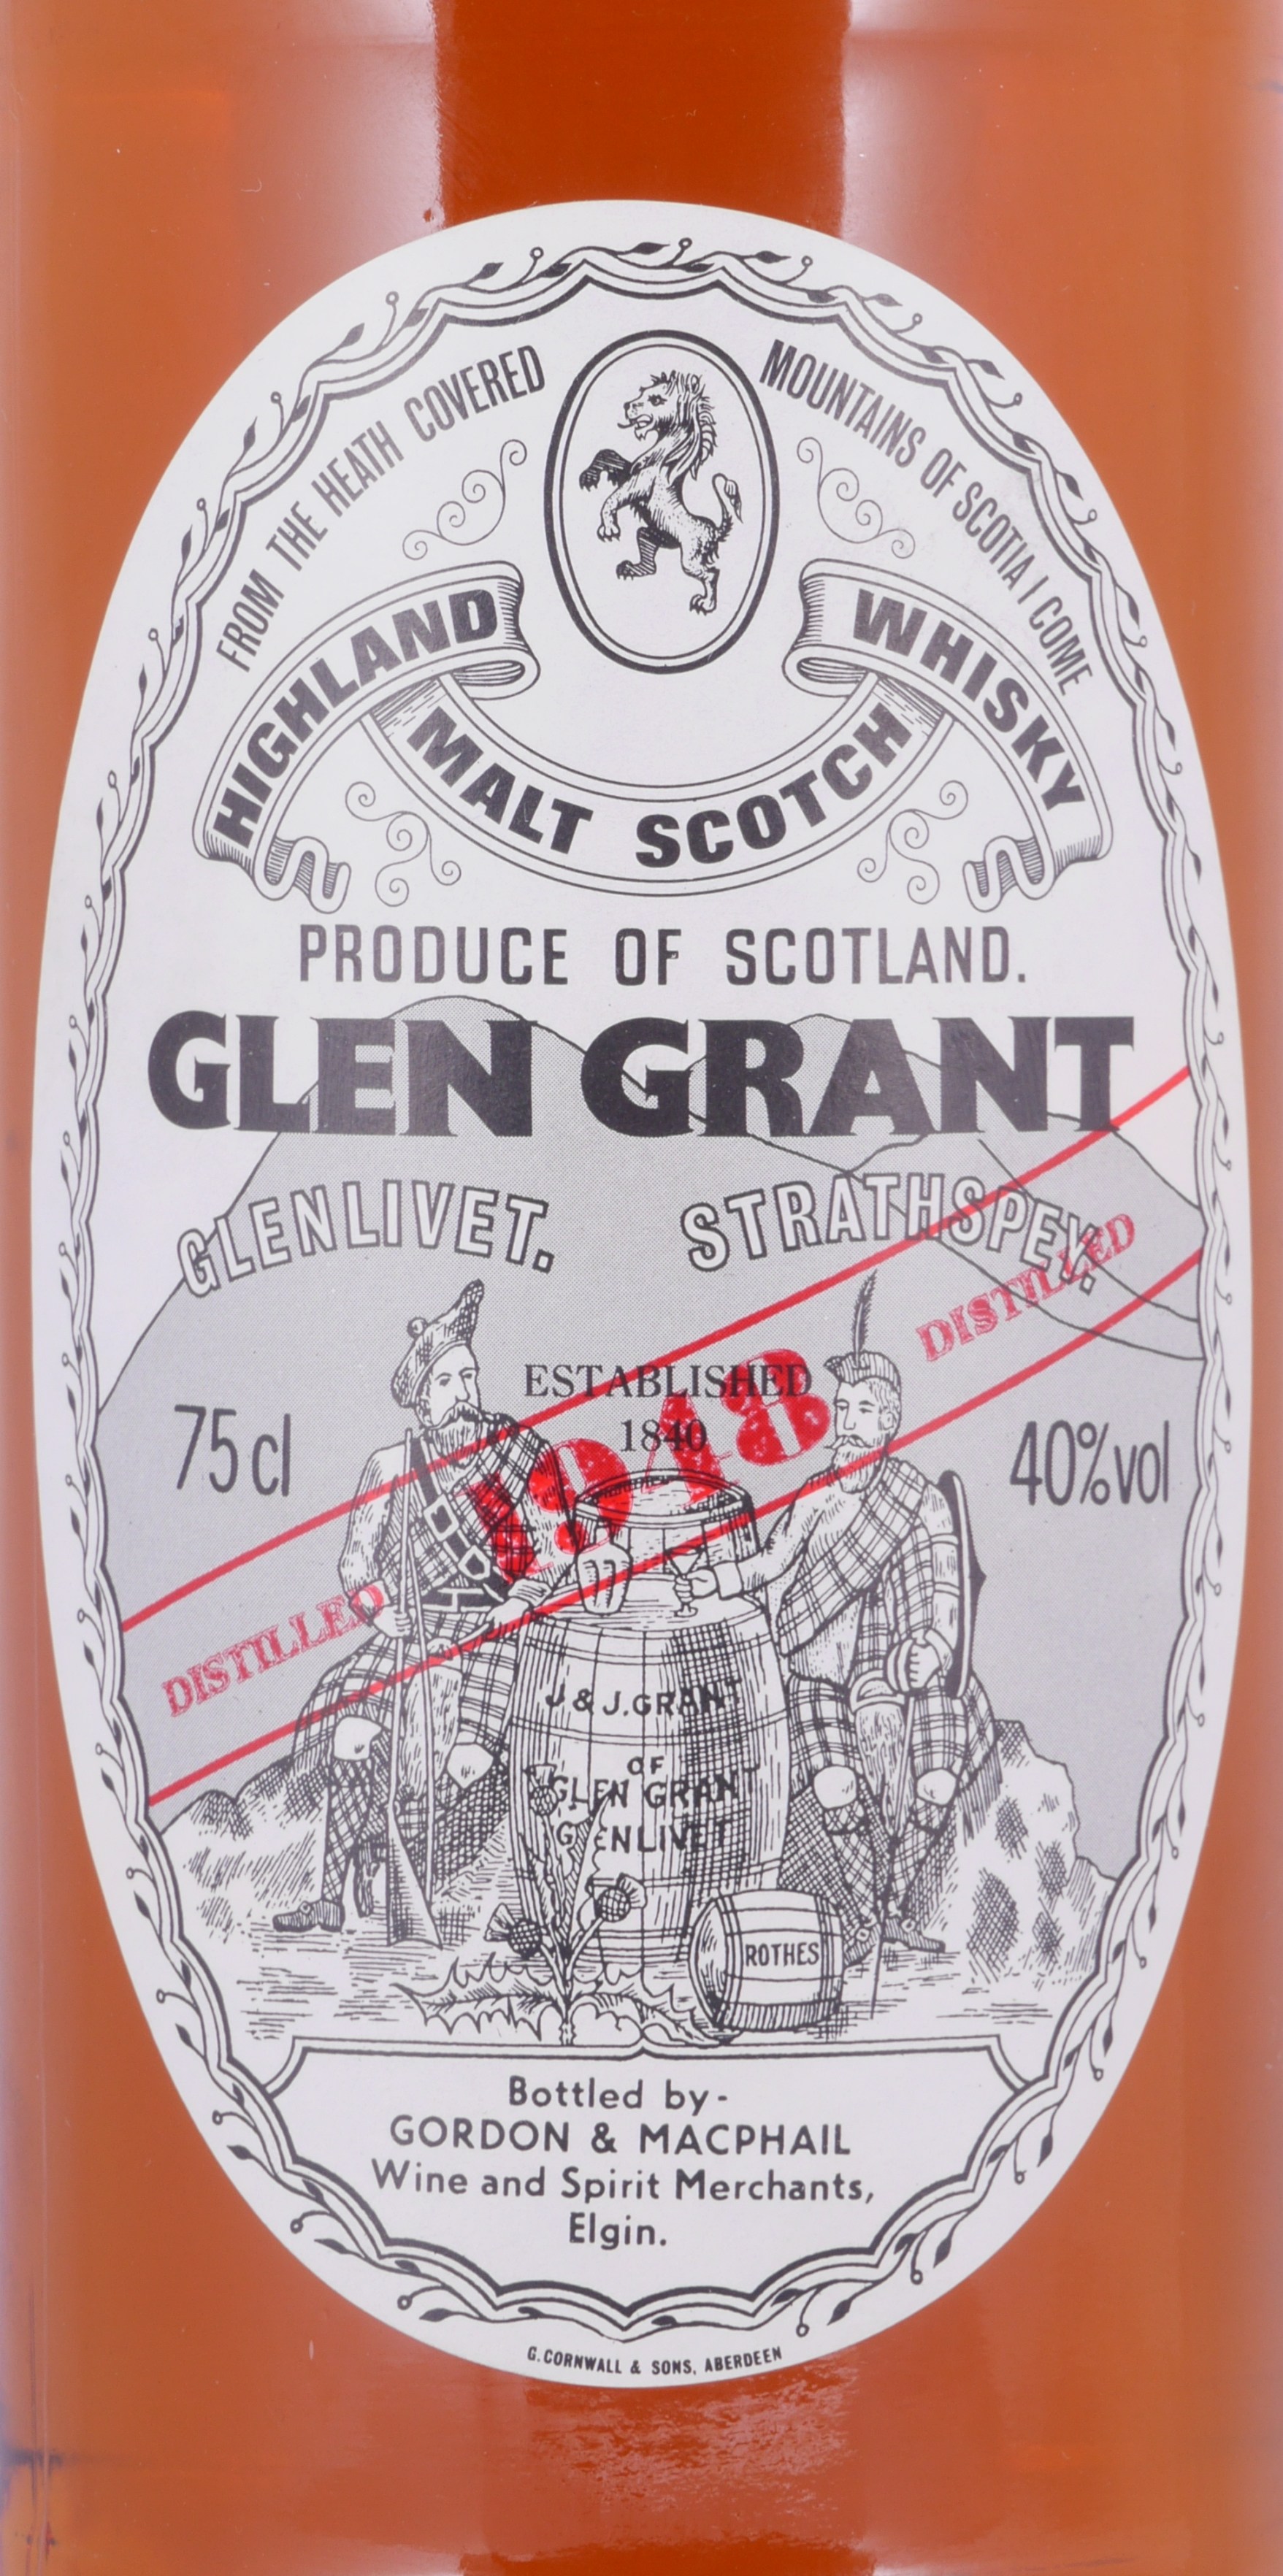 FROM THE HEATH COVERED MOUNTAINS OF SCOTIA I COME
HIGHLAND MALT SCOTCH WHISKY
PRODUCE OF SCOTLAND.
GLEN GRANT
GLENLIVET. STRATHSPEY.
DISTILLED 1948 DISTILLED
ESTABLISHED
1840
75cl
40%vol
J & J. GRANT
OF
GLEN GRANT
GLENLIVET
ROTHES
Bottled by-
GORDON & MACPHAIL
Wine and Spirit Merchants,
Elgin.
G. CORNWALL & SONS, ABERDEEN